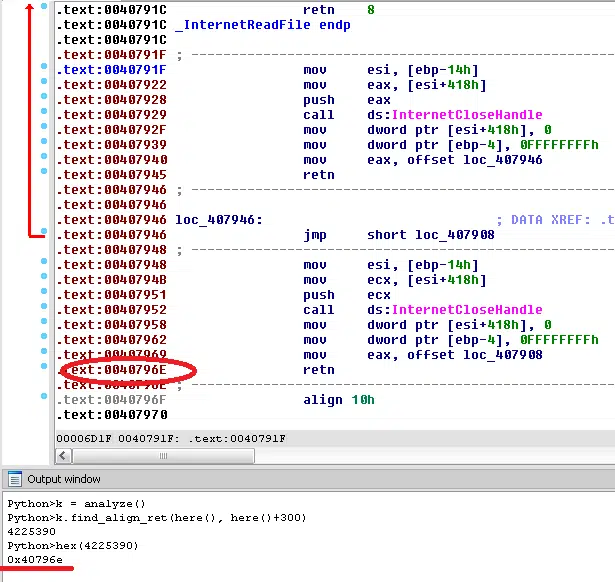 .text:0040791C retn 8
.text:0040791C _InternetReadFile endp
.text:0040791C
.text:0040791F ; ----------------------------------------------------
.text:0040791F mov esi, [ebp-14h]
.text:00407922 mov eax, [esi+418h]
.text:00407928 push eax
.text:00407929 call ds:InternetCloseHandle
.text:0040792F mov dword ptr [esi+418h], 0
.text:00407939 mov dword ptr [ebp-4], 0FFFFFFFFh
.text:00407940 mov eax, offset loc_407946
.text:00407945 retn
.text:00407946 ; ----------------------------------------------------
.text:00407946
.text:00407946 loc_407946: ; DATA XREF: .t
.text:00407946 jmp short loc_407908
.text:00407948 ; ----------------------------------------------------
.text:00407948 mov esi, [ebp-14h]
.text:0040794B mov ecx, [esi+418h]
.text:00407951 push ecx
.text:00407952 call ds:InternetCloseHandle
.text:00407958 mov dword ptr [esi+418h], 0
.text:00407962 mov dword ptr [ebp-4], 0FFFFFFFFh
.text:00407969 mov eax, offset loc_407908
.text:0040796E retn
.text:0040796E ; ----------------------------------------------------
.text:0040796F align 10h
.text:00407970
00006D1F 0040791F: .text:0040791F
Output window
Python>k = analyze()
Python>k.find_align_ret(here(), here()+300)
4225390
Python>hex(4225390)
0x40796e